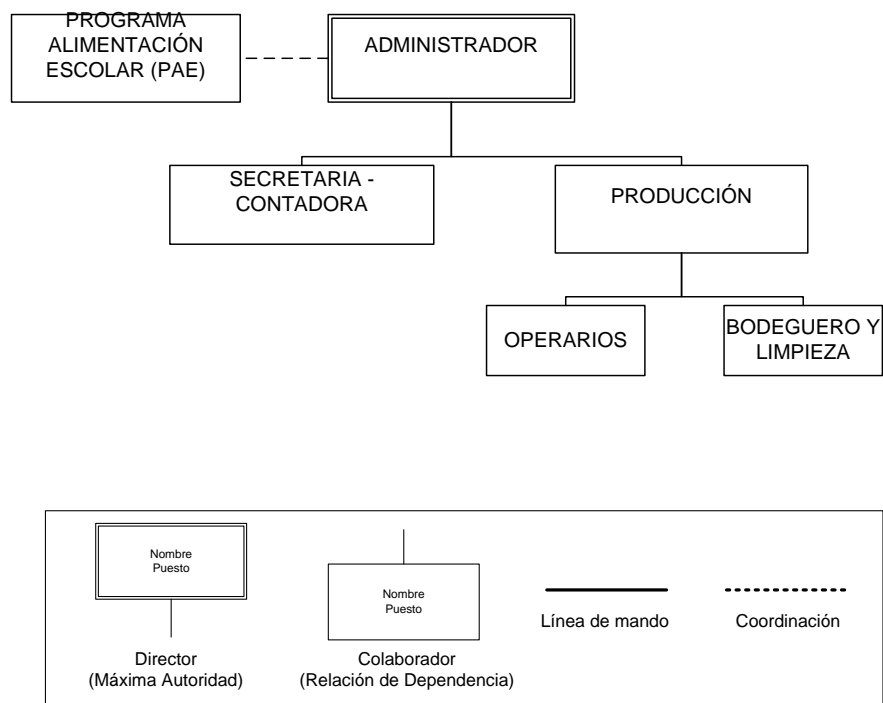 PROGRAMA
ALIMENTACIÓN
ESCOLAR (PAE)
ADMINISTRADOR
SECRETARIA -
CONTADORA
PRODUCCIÓN
OPERARIOS
BODEGUERO Y
LIMPIEZA
Nombre
Puesto
Director
(Máxima Autoridad)
Nombre
Puesto
Colaborador
(Relación de Dependencia)
Línea de mando
Coordinación